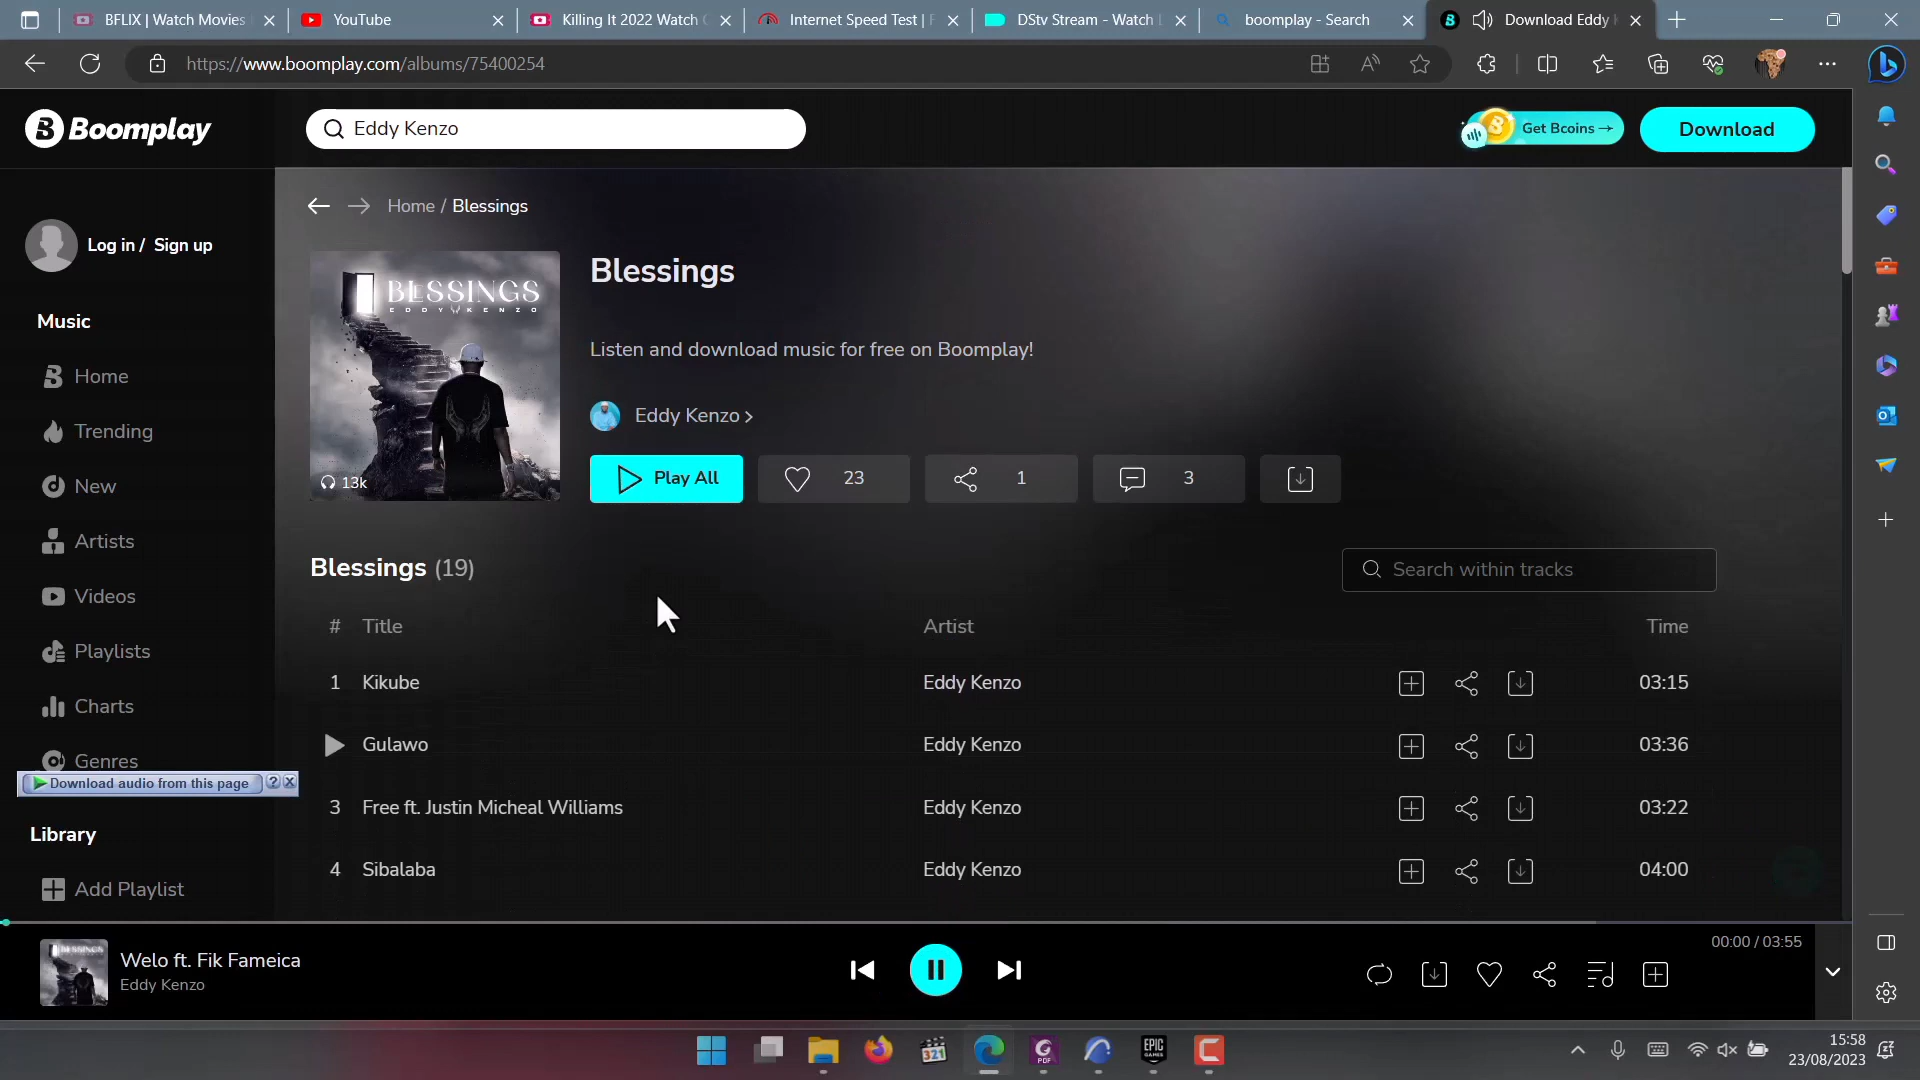 BFLIX | Watch Movies
YouTube
Killing It 2022 Watch
Internet Speed Test |
DStv Stream - Watch
boomplay - Search
Download Eddy
https://www.boomplay.com/albums/75400254
Boomplay
Eddy Kenzo
Get Bcoins →
Download
Home / Blessings
Log in / Sign up
Blessings
BLESSINGS
EDDY KENZO
13k
Listen and download music for free on Boomplay!
Eddy Kenzo >
Play All
23
1
3
Music
Home
Trending
New
Artists
Videos
Playlists
Charts
Genres
Download audio from this page
Library
Add Playlist
Blessings (19)
Search within tracks
# Title Artist Time
1 Kikube Eddy Kenzo 03:15
Gulawo Eddy Kenzo 03:36
3 Free ft. Justin Micheal Williams Eddy Kenzo 03:22
4 Sibalaba Eddy Kenzo 04:00
Welo ft. Fik Fameica
Eddy Kenzo
00:00 / 03:55
321
PDF
EPIC
GAMES
15:58
23/08/2023